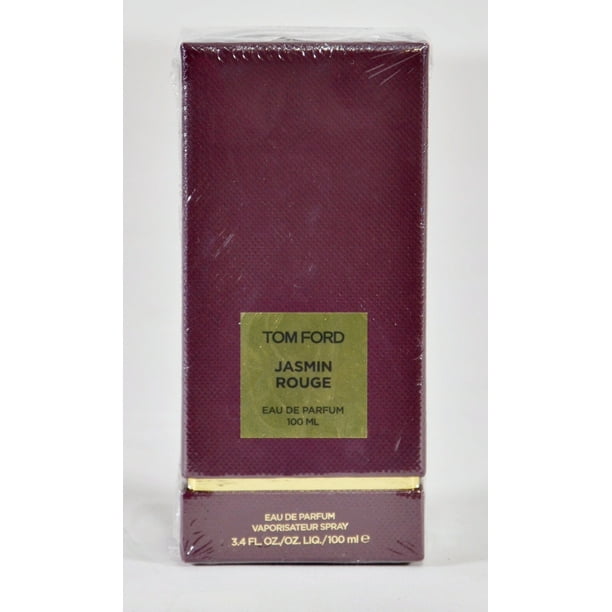 TOM FORD
JASMIN
ROUGE
EAU DE PARFUM
100 ML
EAU DE PARFUM
VAPORISATEUR SPRAY
3.4 FL. OZ./OZ. LIQ./100 ml ℮